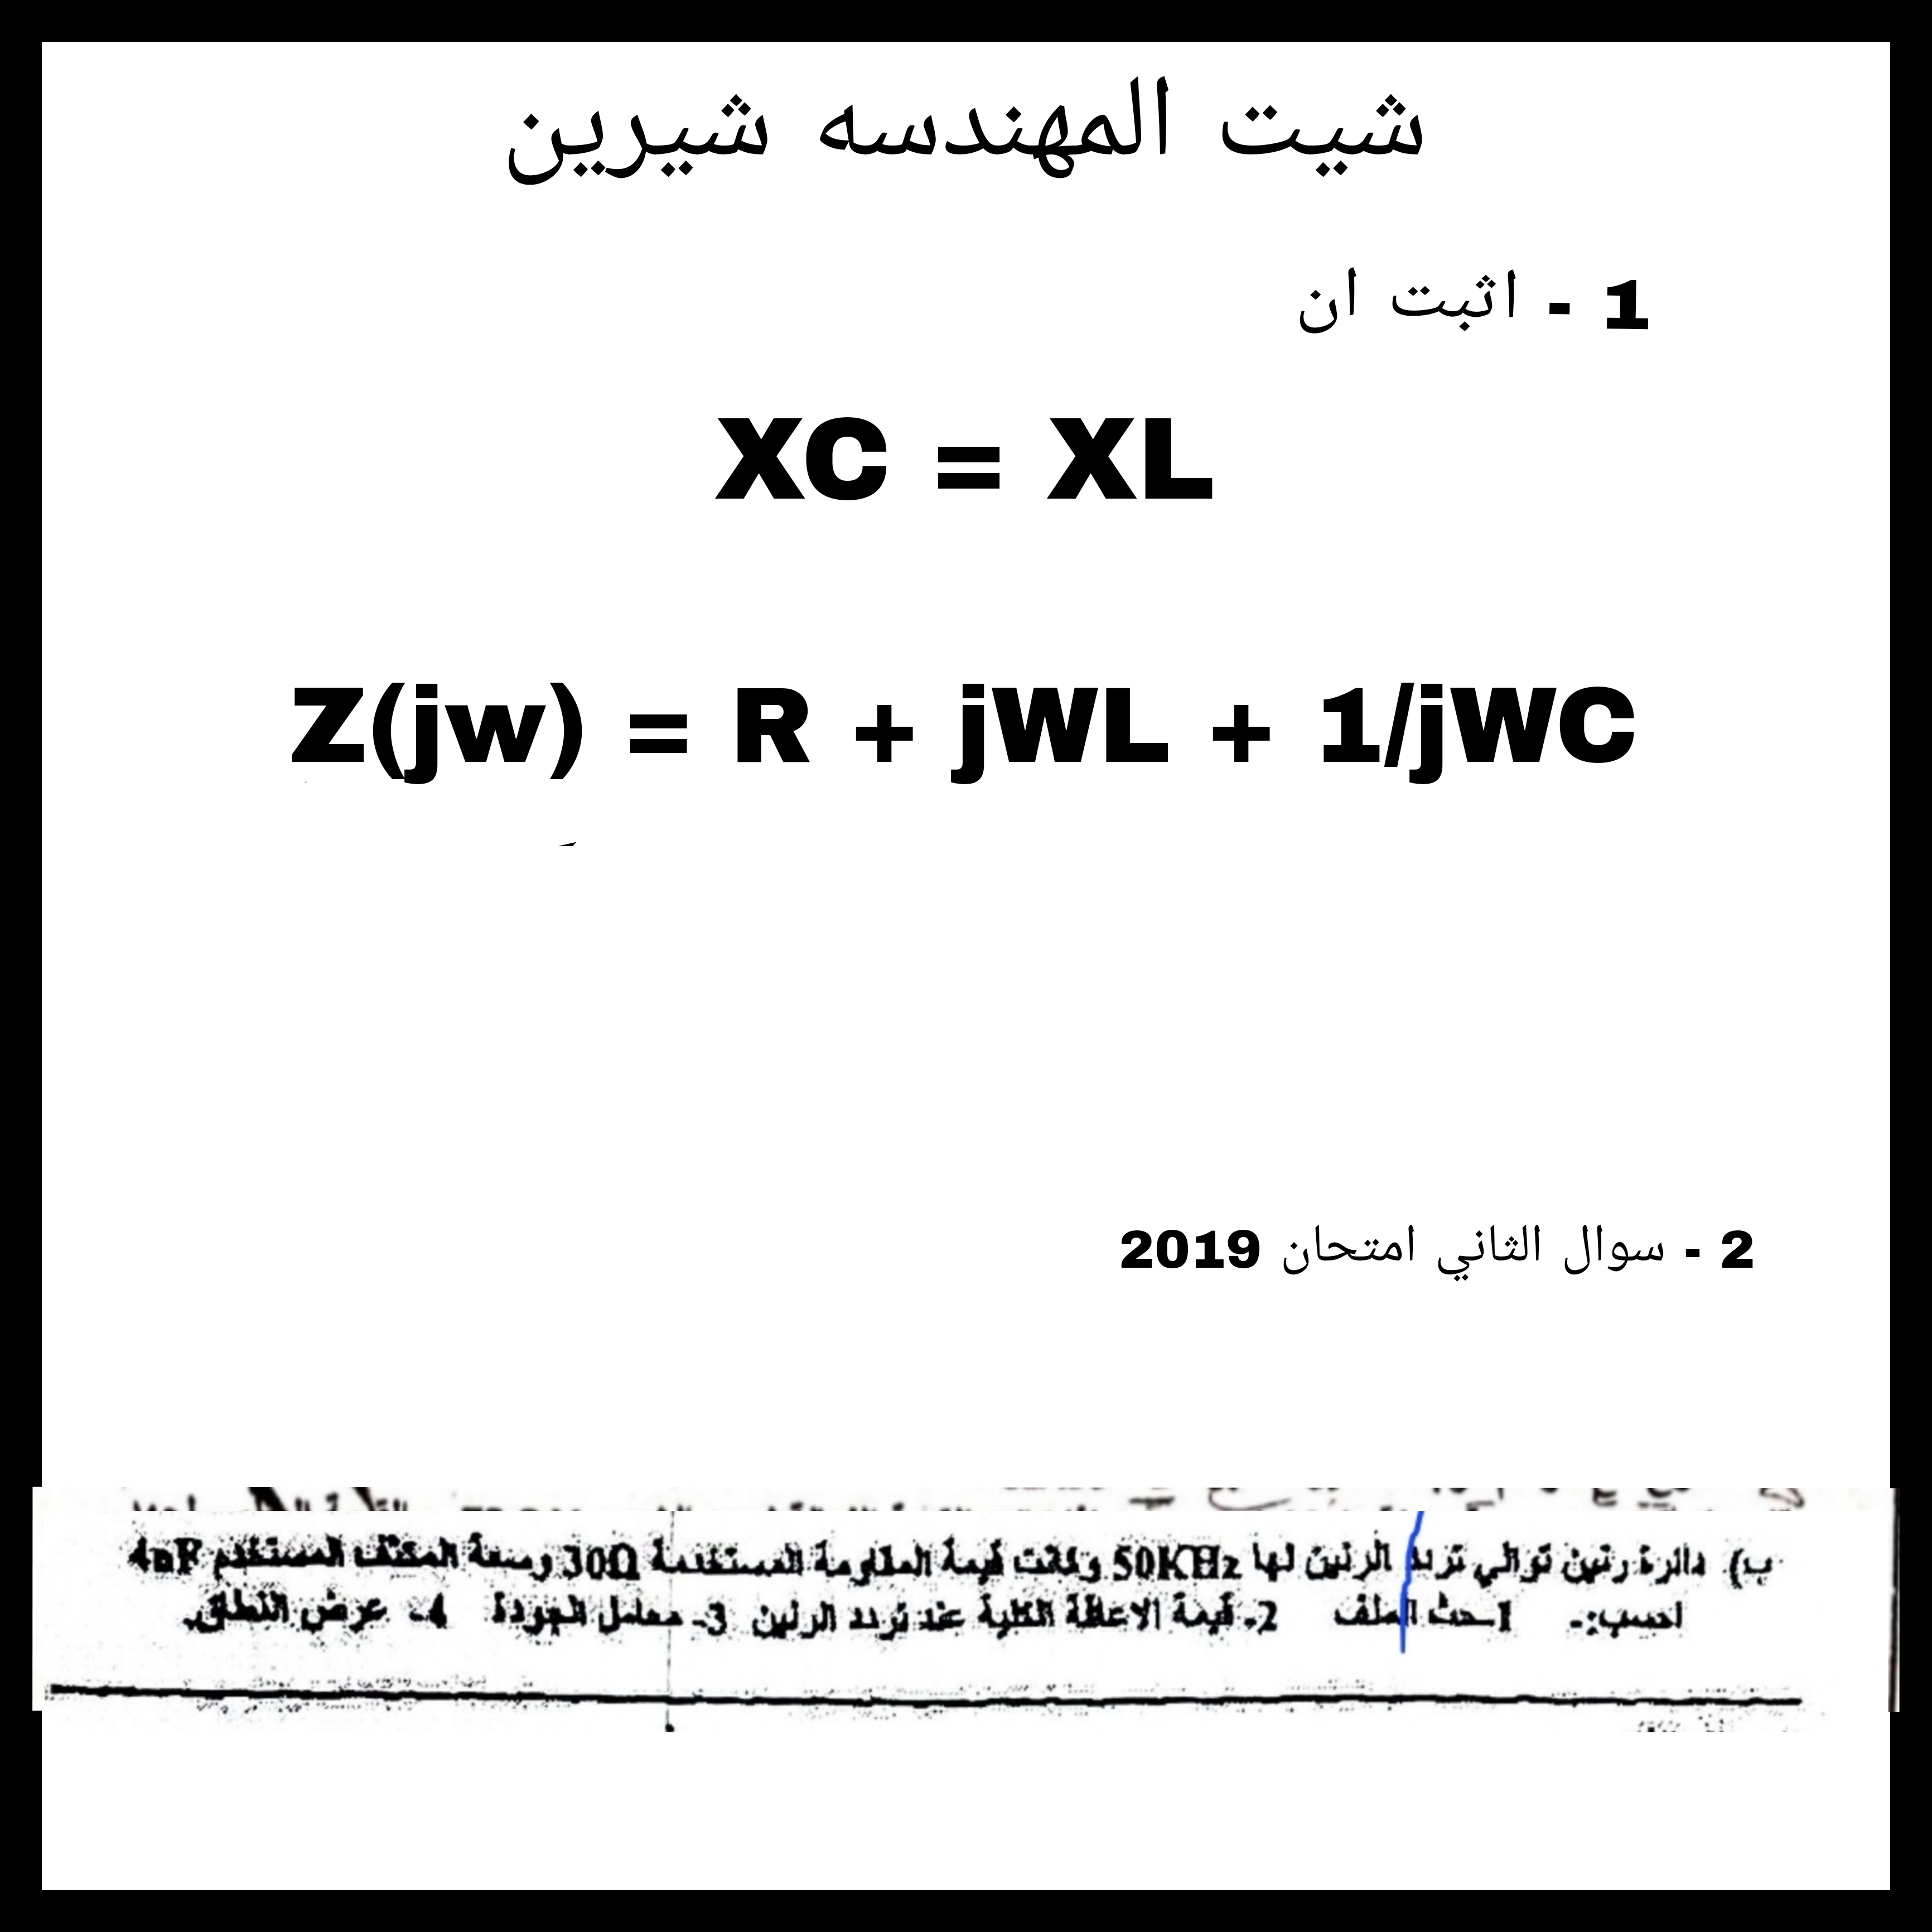 شيت المهندسه شيرين
1 - اثبت ان
XC = XL
Z(jw) = R + jWL + 1/jWC
2 - سوال الثاني امتحان 2019
ب) دائرة رنين توالي تردد الرنين لها 50KHz وكانت قيمة المقاومة المستخدمة 30Ω وسعة المكثف المستخدم 4nF
احسب:- 1-حث الملف 2- قيمة الاعاقة الكلية عند تردد الرنين 3- معامل الجودة 4- عرض النطاق.